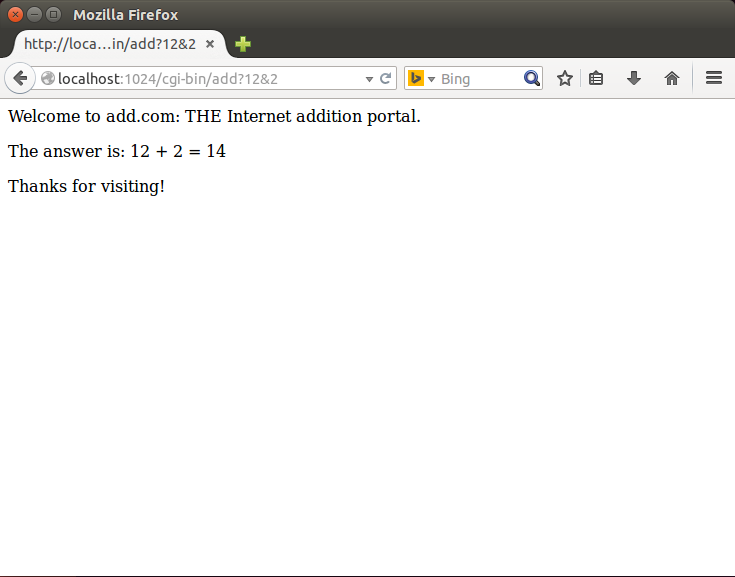 Mozilla Firefox
http://loca...in/add?12&2
localhost:1024/cgi-bin/add?12&2
Bing
Welcome to add.com: THE Internet addition portal.
The answer is: 12 + 2 = 14
Thanks for visiting!